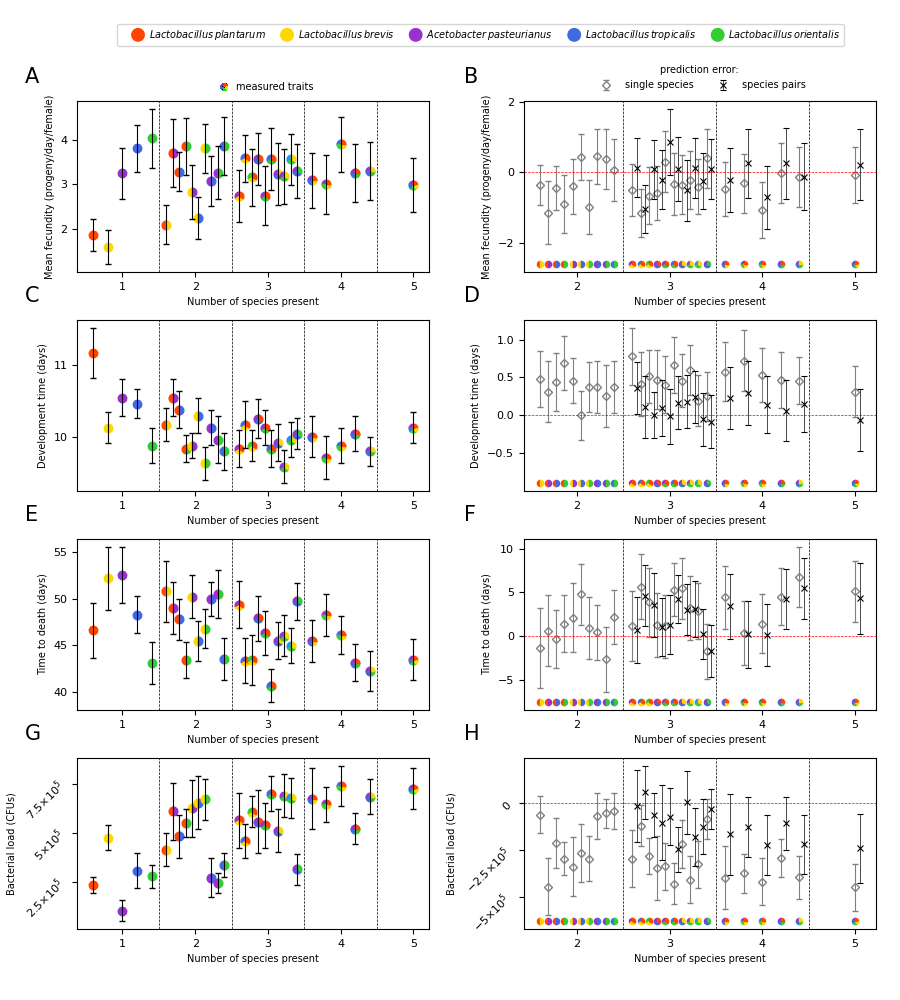 Lactobacillus plantarum Lactobacillus brevis Acetobacter pasteurianus Lactobacillus tropicalis Lactobacillus orientalis
A
measured traits
Mean fecundity (progeny/day/female)
4
3
2
1 2 3 4 5
Number of species present
B
prediction error:
single species species pairs
Mean fecundity (progeny/day/female)
2
0
−2
2 3 4 5
Number of species present
C
Development time (days)
11
10
1 2 3 4 5
Number of species present
D
Development time (days)
1.0
0.5
0.0
−0.5
2 3 4 5
Number of species present
E
Time to death (days)
55
50
45
40
1 2 3 4 5
Number of species present
F
Time to death (days)
10
5
0
−5
2 3 4 5
Number of species present
G
Bacterial load (CFUs)
7.5×10⁵
5×10⁵
2.5×10⁵
1 2 3 4 5
Number of species present
H
Bacterial load (CFUs)
0
−2.5×10⁵
−5×10⁵
2 3 4 5
Number of species present